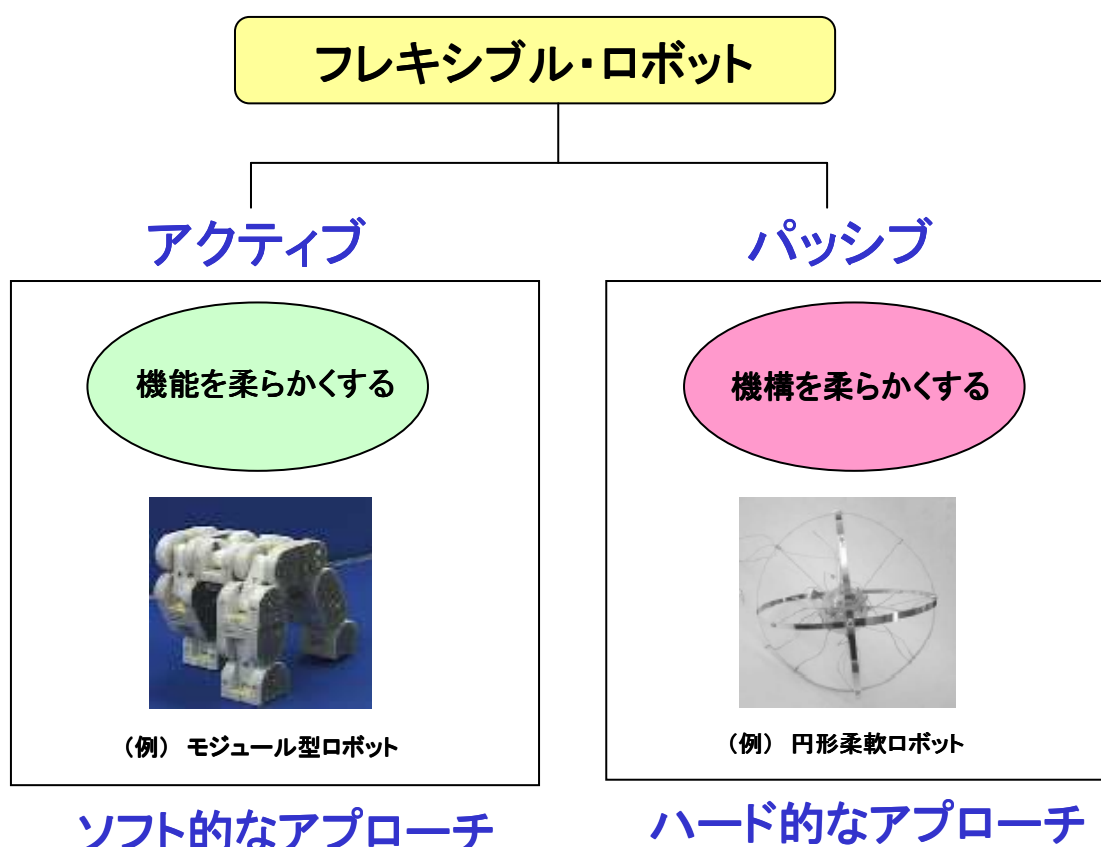 フレキシブル・ロボット
アクティブ
機能を柔らかくする
(例) モジュール型ロボット
ソフト的なアプローチ
パッシブ
機構を柔らかくする
(例) 円形柔軟ロボット
ハード的なアプローチ